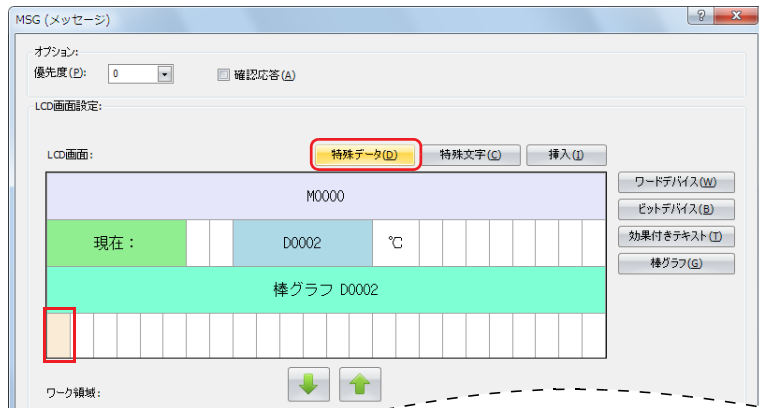 MSG (メッセージ)
オプション:
優先度(P): 0 確認応答(A)
LCD画面設定:
LCD画面: 特殊データ(D) 特殊文字(C) 挿入(I)
M0000
現在： D0002 ℃
棒グラフ D0002
ワードデバイス(W)
ビットデバイス(B)
効果付きテキスト(T)
棒グラフ(G)
ワーク領域: